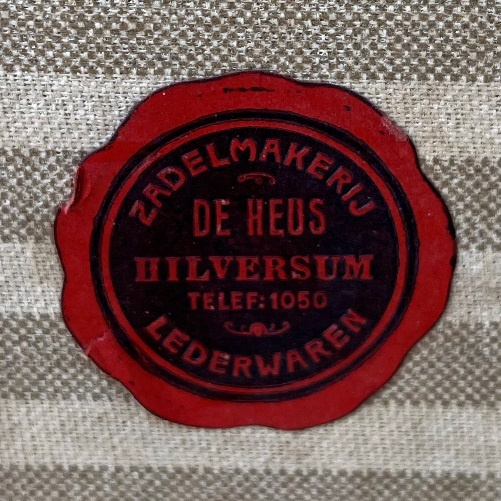 ZADELMAKERIJ
DE HEUS
HILVERSUM
TELEF: 1050
LEDERWAREN